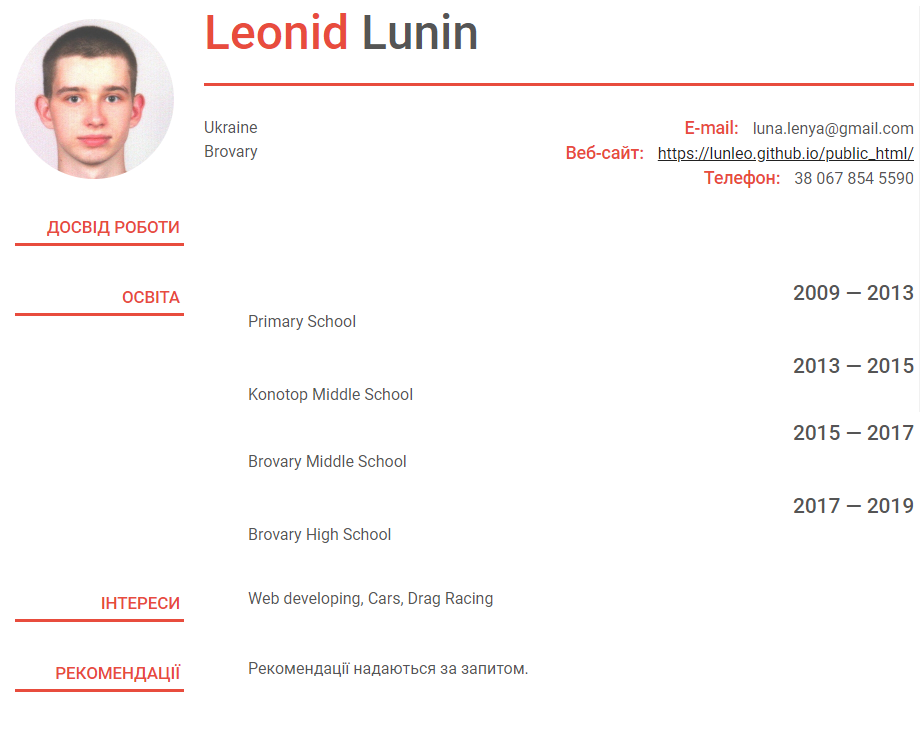 Leonid Lunin
Ukraine
Brovary
E-mail: luna.lenya@gmail.com
Веб-сайт: https://lunleo.github.io/public_html/
Телефон: 38 067 854 5590
ДОСВІД РОБОТИ
ОСВІТА
2009 — 2013
Primary School
2013 — 2015
Konotop Middle School
2015 — 2017
Brovary Middle School
2017 — 2019
Brovary High School
ІНТЕРЕСИ
Web developing, Cars, Drag Racing
РЕКОМЕНДАЦІЇ
Рекомендації надаються за запитом.